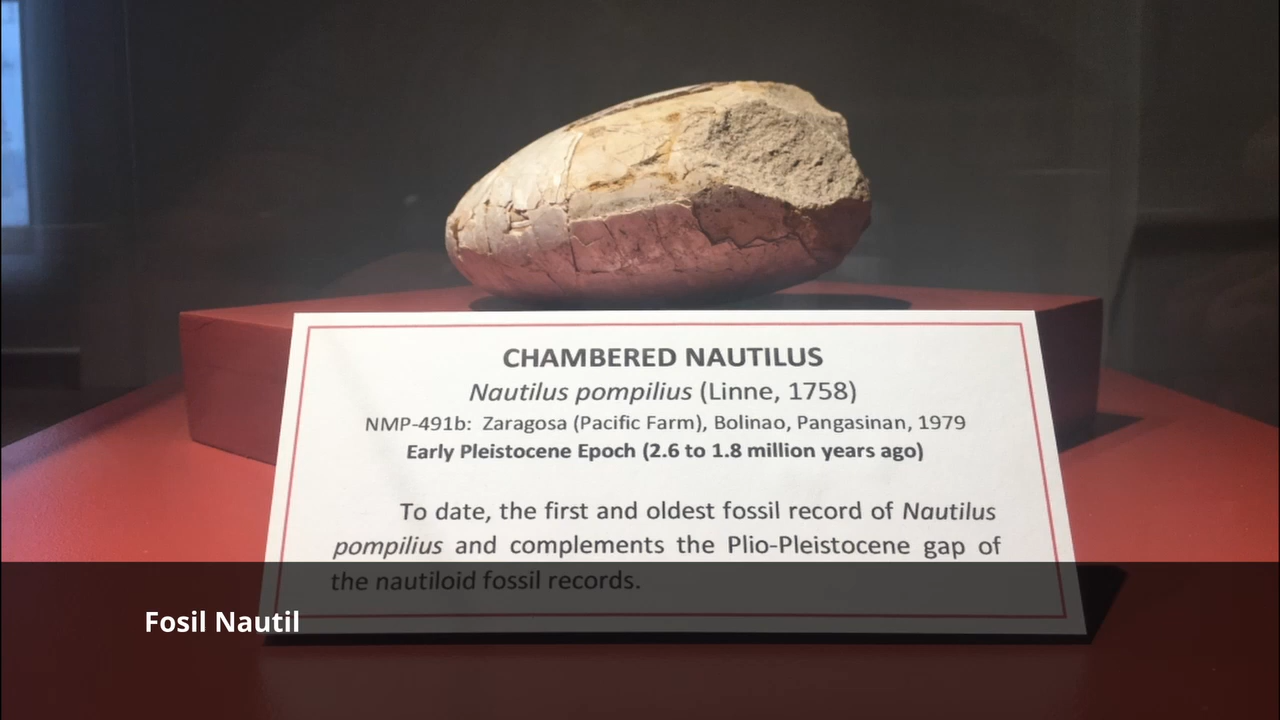 CHAMBERED NAUTILUS
Nautilus pompilius (Linne, 1758)
NMP-491b: Zaragosa (Pacific Farm), Bolinao, Pangasinan, 1979
Early Pleistocene Epoch (2.6 to 1.8 million years ago)
To date, the first and oldest fossil record of Nautilus
pompilius and complements the Plio-Pleistocene gap of
the nautiloid fossil records.
Fosil Nautil